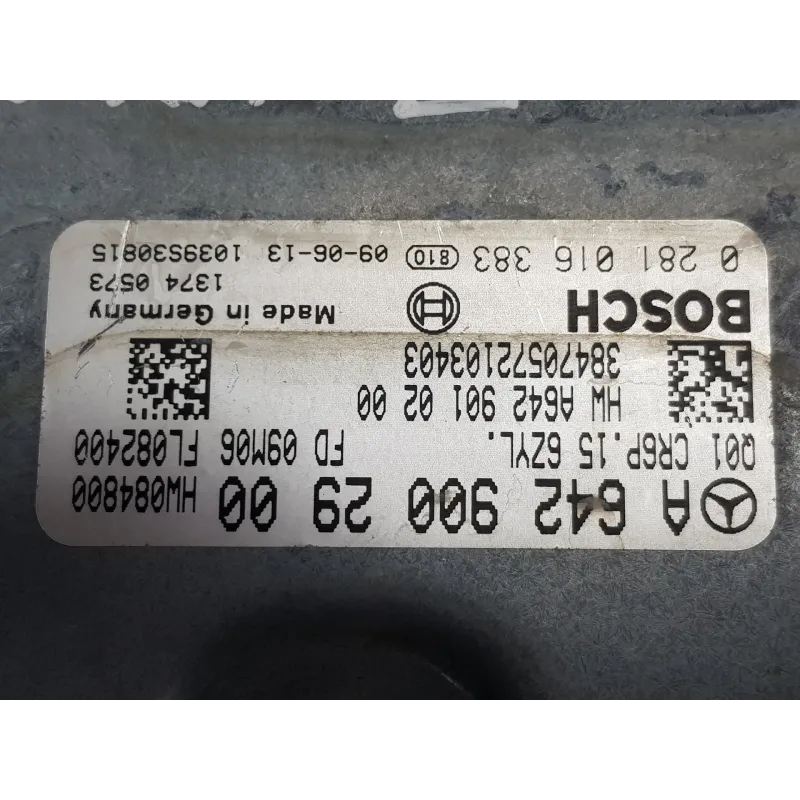 A 642 900 29 00 HW084800
Q01 CR6P.15 6ZYL. FD 09M06 FL082400
HW A642 901 02 00
38470572103403
BOSCH Made in Germany
1374 0573
0 281 016 383 810 09-06-13 1039S30815